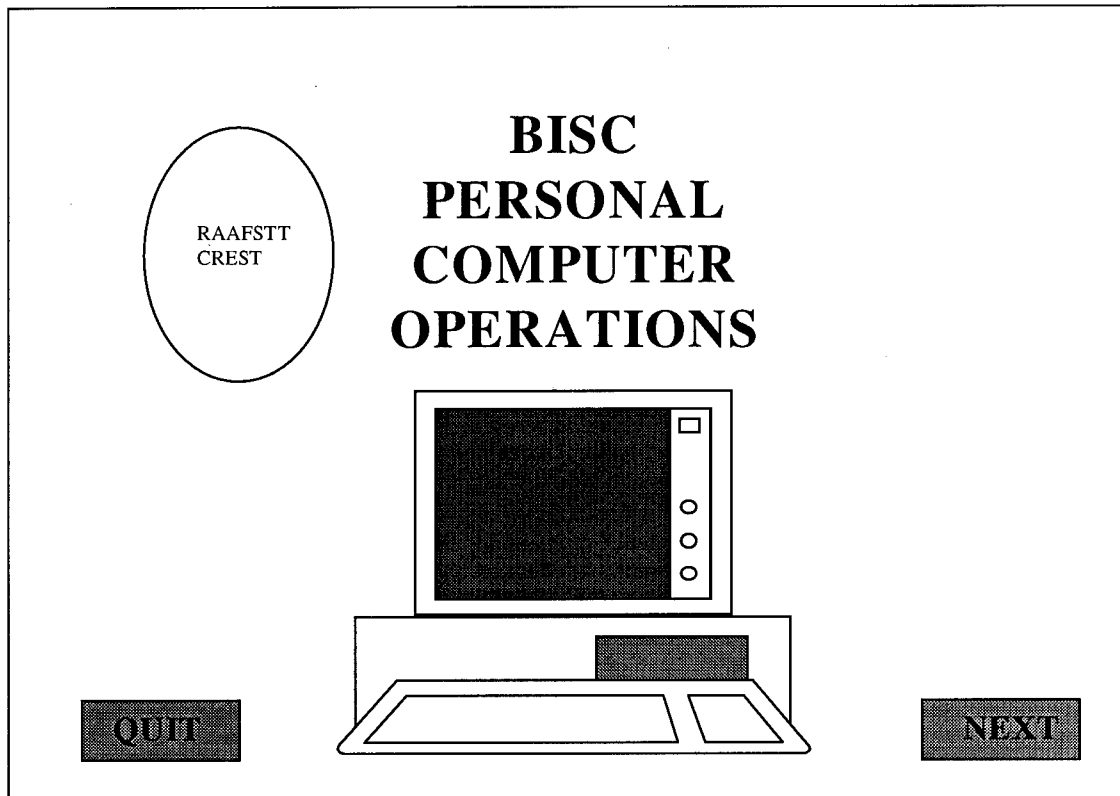 BISC
PERSONAL
COMPUTER
OPERATIONS
RAAFSTT
CREST
QUIT
NEXT